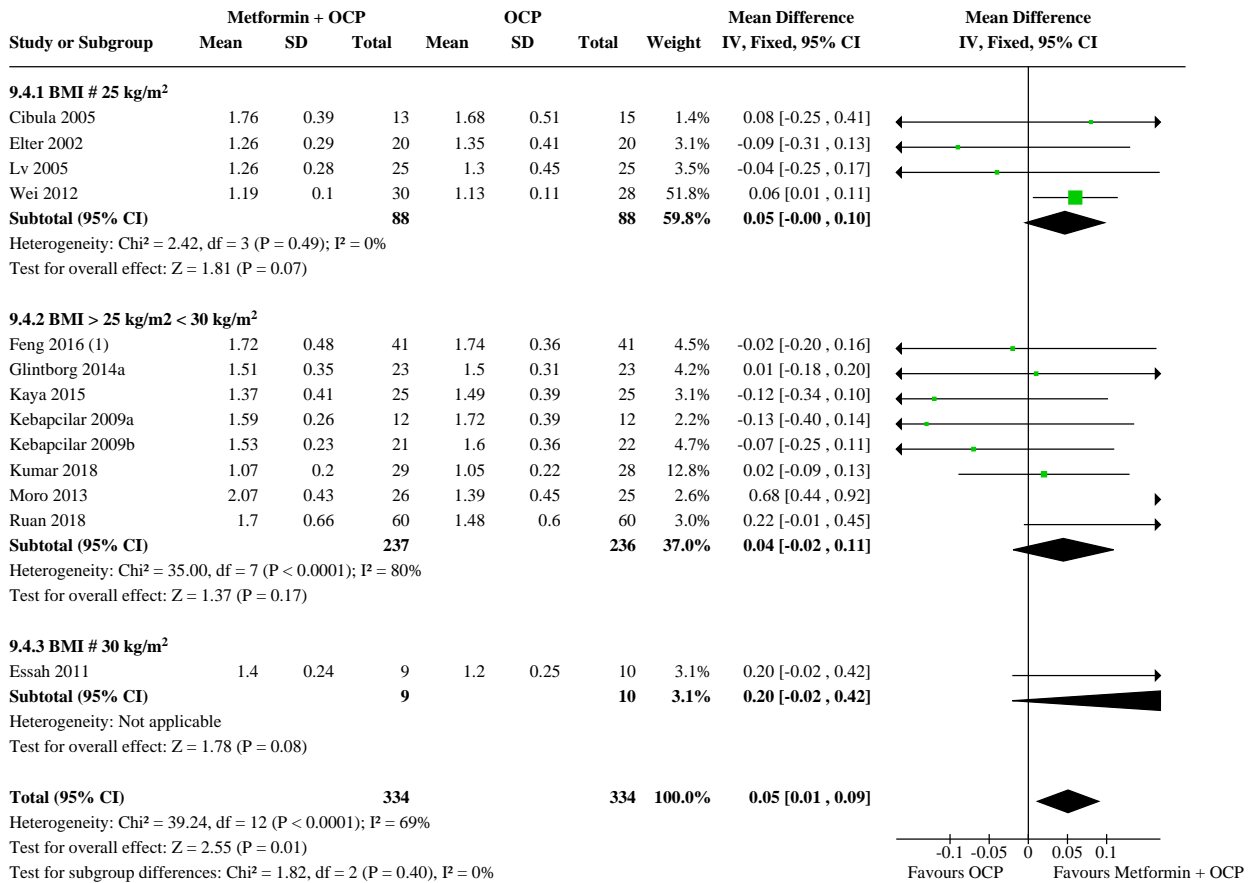 Metformin + OCP OCP Mean Difference Mean Difference
Study or Subgroup Mean SD Total Mean SD Total Weight IV, Fixed, 95% CI IV, Fixed, 95% CI
9.4.1 BMI # 25 kg/m²
Cibula 2005 1.76 0.39 13 1.68 0.51 15 1.4% 0.08 [-0.25 , 0.41]
Elter 2002 1.26 0.29 20 1.35 0.41 20 3.1% -0.09 [-0.31 , 0.13]
Lv 2005 1.26 0.28 25 1.3 0.45 25 3.5% -0.04 [-0.25 , 0.17]
Wei 2012 1.19 0.1 30 1.13 0.11 28 51.8% 0.06 [0.01 , 0.11]
Subtotal (95% CI) 88 88 59.8% 0.05 [-0.00 , 0.10]
Heterogeneity: Chi² = 2.42, df = 3 (P = 0.49); I² = 0%
Test for overall effect: Z = 1.81 (P = 0.07)
9.4.2 BMI > 25 kg/m2 < 30 kg/m²
Feng 2016 (1) 1.72 0.48 41 1.74 0.36 41 4.5% -0.02 [-0.20 , 0.16]
Glintborg 2014a 1.51 0.35 23 1.5 0.31 23 4.2% 0.01 [-0.18 , 0.20]
Kaya 2015 1.37 0.41 25 1.49 0.39 25 3.1% -0.12 [-0.34 , 0.10]
Kebapcilar 2009a 1.59 0.26 12 1.72 0.39 12 2.2% -0.13 [-0.40 , 0.14]
Kebapcilar 2009b 1.53 0.23 21 1.6 0.36 22 4.7% -0.07 [-0.25 , 0.11]
Kumar 2018 1.07 0.2 29 1.05 0.22 28 12.8% 0.02 [-0.09 , 0.13]
Moro 2013 2.07 0.43 26 1.39 0.45 25 2.6% 0.68 [0.44 , 0.92]
Ruan 2018 1.7 0.66 60 1.48 0.6 60 3.0% 0.22 [-0.01 , 0.45]
Subtotal (95% CI) 237 236 37.0% 0.04 [-0.02 , 0.11]
Heterogeneity: Chi² = 35.00, df = 7 (P < 0.0001); I² = 80%
Test for overall effect: Z = 1.37 (P = 0.17)
9.4.3 BMI # 30 kg/m²
Essah 2011 1.4 0.24 9 1.2 0.25 10 3.1% 0.20 [-0.02 , 0.42]
Subtotal (95% CI) 9 10 3.1% 0.20 [-0.02 , 0.42]
Heterogeneity: Not applicable
Test for overall effect: Z = 1.78 (P = 0.08)
Total (95% CI) 334 334 100.0% 0.05 [0.01 , 0.09]
Heterogeneity: Chi² = 39.24, df = 12 (P < 0.0001); I² = 69%
Test for overall effect: Z = 2.55 (P = 0.01) -0.1 -0.05 0 0.05 0.1
Test for subgroup differences: Chi² = 1.82, df = 2 (P = 0.40), I² = 0% Favours OCP Favours Metformin + OCP